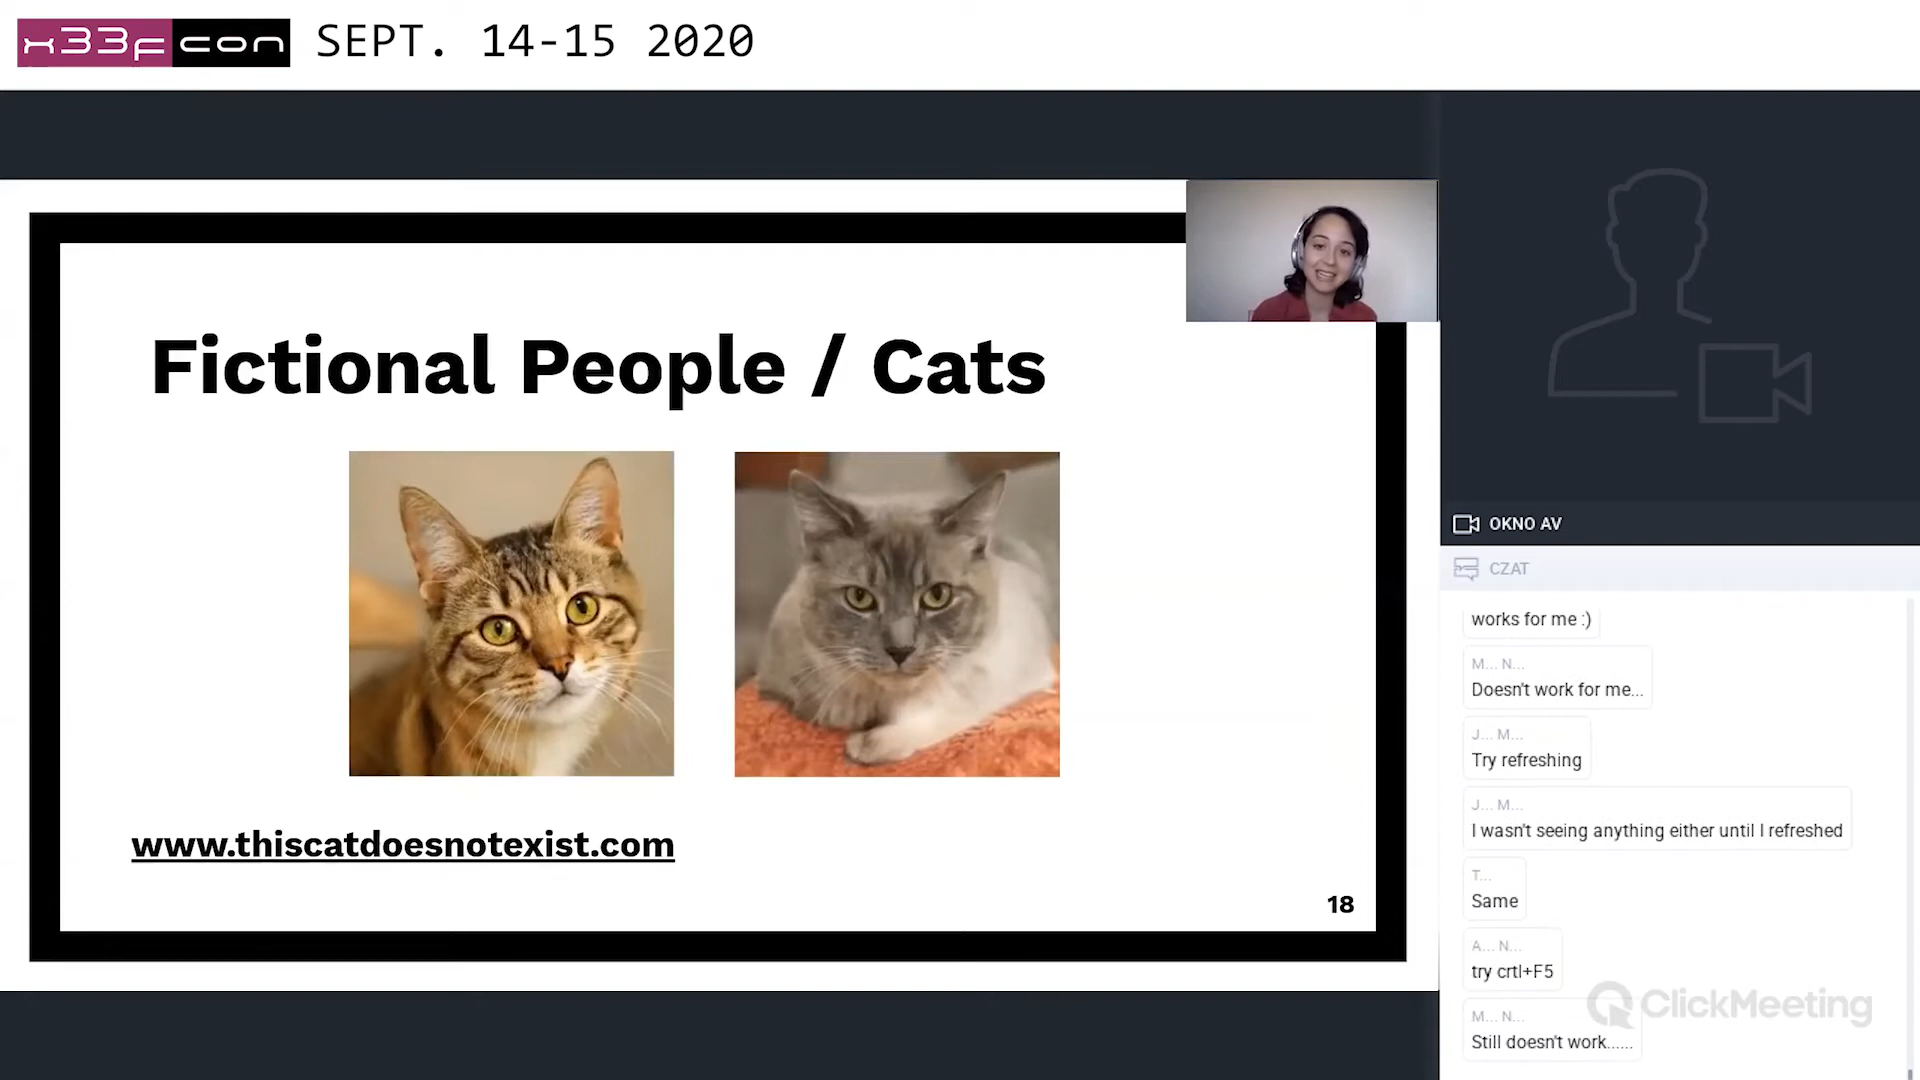 x33fcon SEPT. 14-15 2020
Fictional People / Cats
www.thiscatdoesnotexist.com
18
OKNO AV
CZAT
works for me :)
M... N...
Doesn't work for me...
J... M...
Try refreshing
J... M...
I wasn't seeing anything either until I refreshed
T...
Same
A... N...
try crtl+F5
M... N...
Still doesn't work......
ClickMeeting